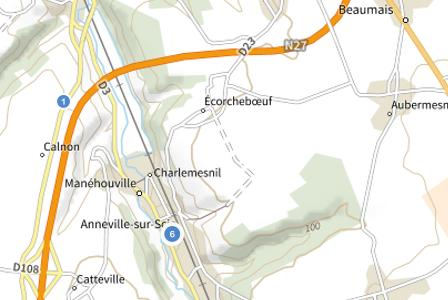 Beaumais
D23
N27
D3
1
Écorchebœuf
Aubermesn
Calnon
Charlemesnil
Manéhouville
Anneville-sur-Sc
6
100
D108
Catteville